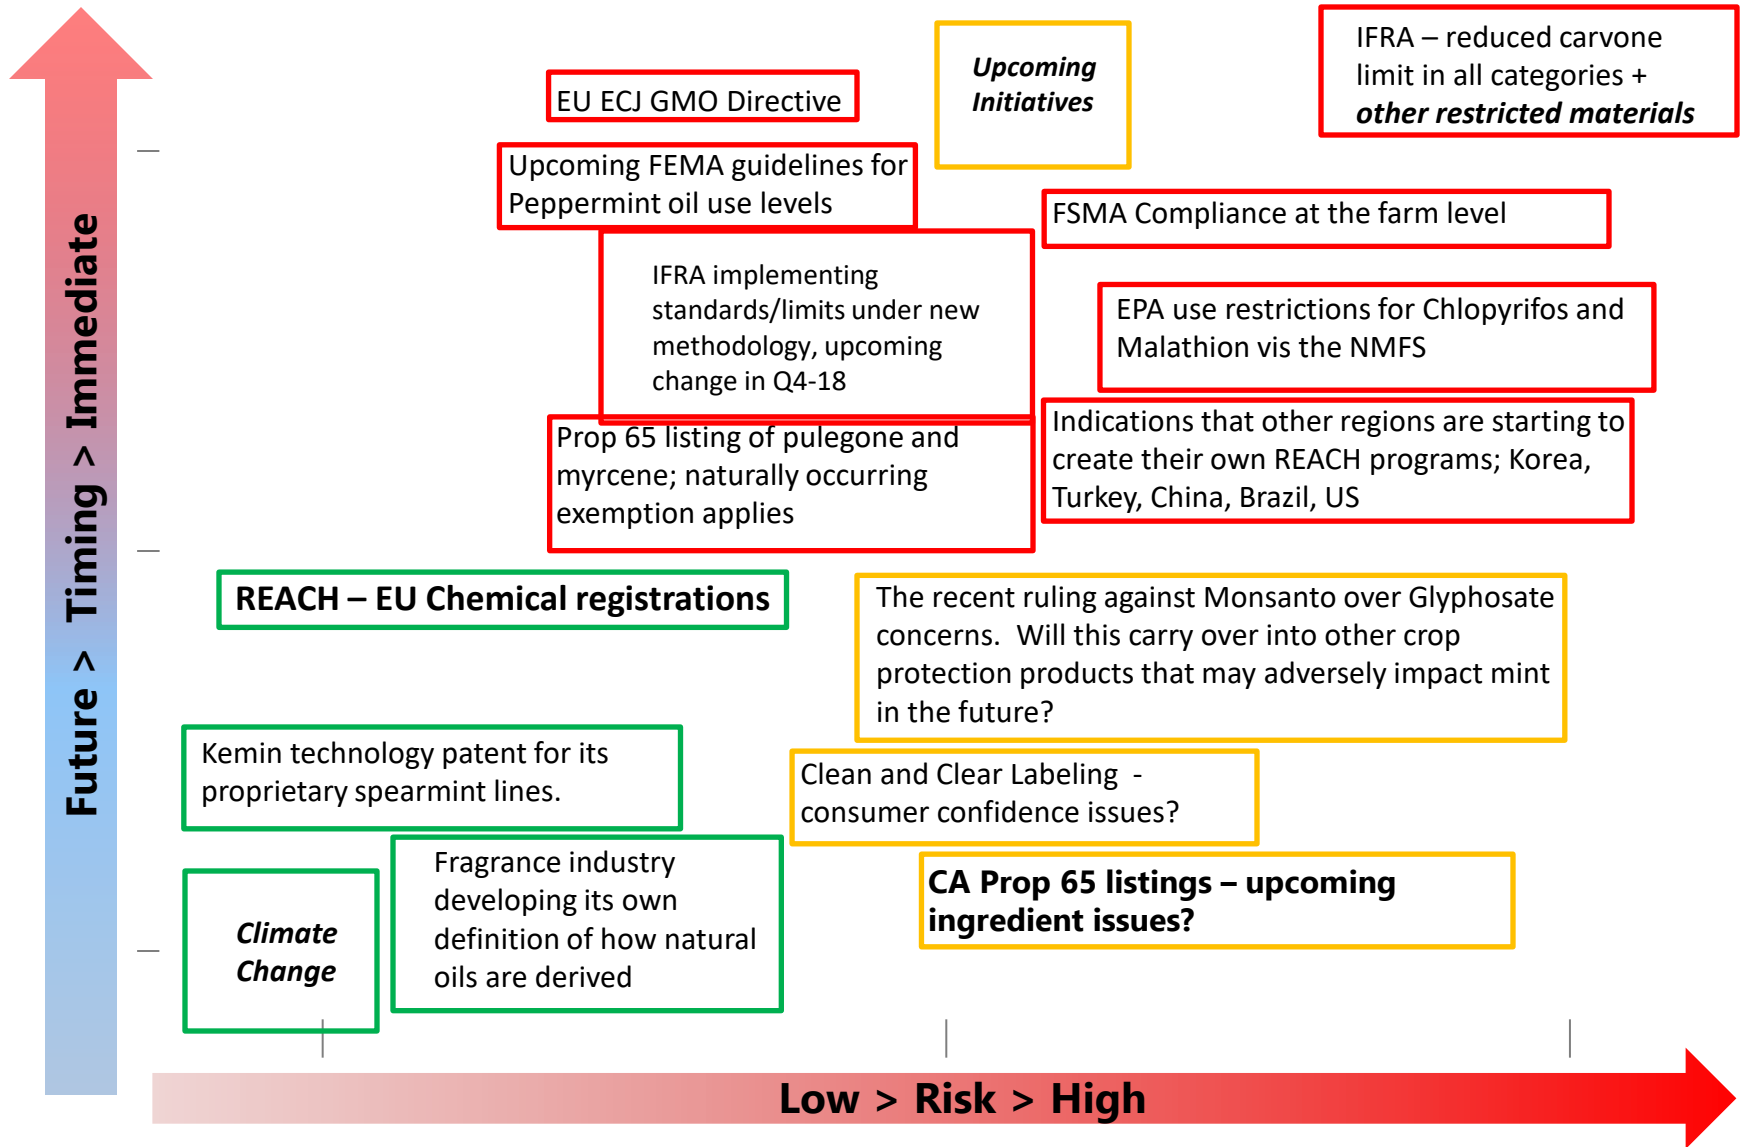 IFRA – reduced carvone
limit in all categories +
other restricted materials
Upcoming
Initiatives
EU ECJ GMO Directive
Upcoming FEMA guidelines for
Peppermint oil use levels
FSMA Compliance at the farm level
IFRA implementing
standards/limits under new
methodology, upcoming
change in Q4-18
EPA use restrictions for Chlopyrifos and
Malathion vis the NMFS
Prop 65 listing of pulegone and
myrcene; naturally occurring
exemption applies
Indications that other regions are starting to
create their own REACH programs; Korea,
Turkey, China, Brazil, US
REACH – EU Chemical registrations
The recent ruling against Monsanto over Glyphosate
concerns.  Will this carry over into other crop
protection products that may adversely impact mint
in the future?
Kemin technology patent for its
proprietary spearmint lines.
Clean and Clear Labeling  -
consumer confidence issues?
Fragrance industry
developing its own
definition of how natural
oils are derived
CA Prop 65 listings – upcoming
ingredient issues?
Climate
Change
Future > Timing > Immediate
Low > Risk > High